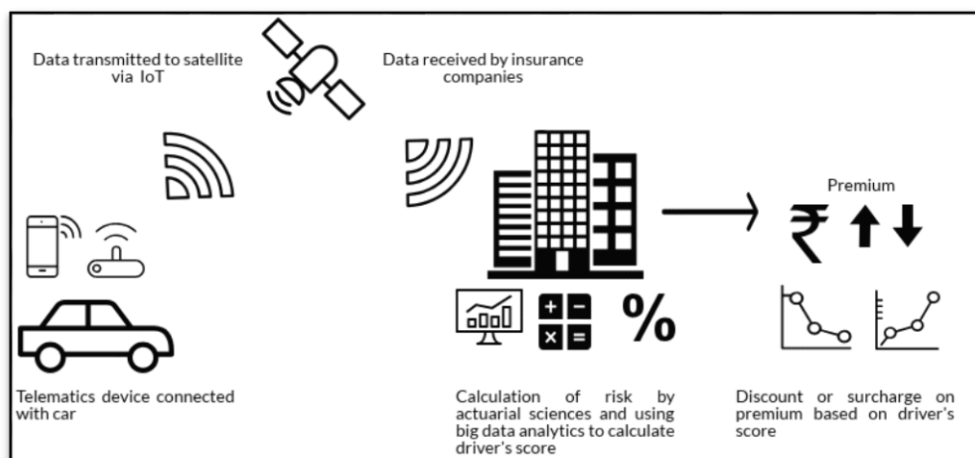 Data transmitted to satellite
via IoT
Data received by insurance
companies
Premium
₹
%
Telematics device connected
with car
Calculation of risk by
actuarial sciences and using
big data analytics to calculate
driver's score
Discount or surcharge on
premium based on driver's
score